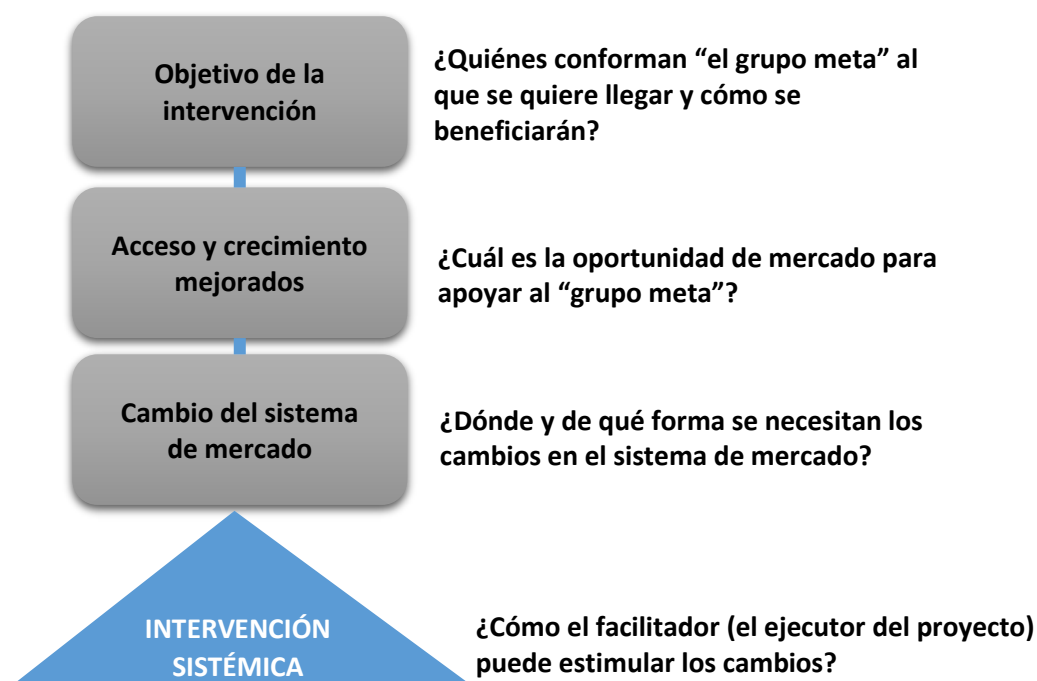 Objetivo de la
intervención
¿Quiénes conforman “el grupo meta” al
que se quiere llegar y cómo se
beneficiarán?
Acceso y crecimiento
mejorados
¿Cuál es la oportunidad de mercado para
apoyar al “grupo meta”?
Cambio del sistema
de mercado
¿Dónde y de qué forma se necesitan los
cambios en el sistema de mercado?
INTERVENCIÓN
SISTÉMICA
¿Cómo el facilitador (el ejecutor del proyecto)
puede estimular los cambios?